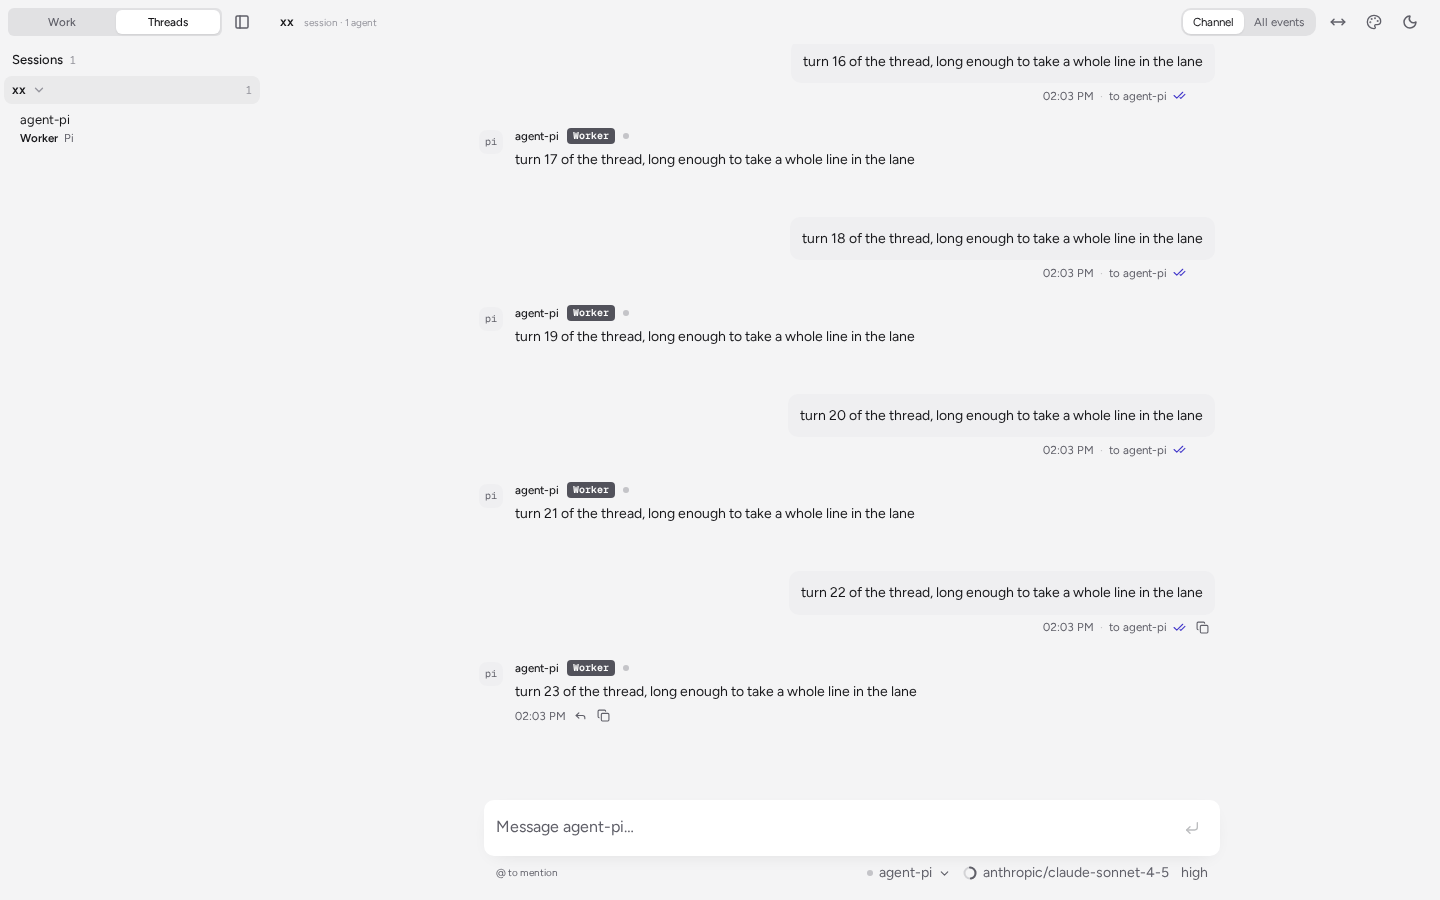 Work
Threads
xx
session · 1 agent
Channel
All events
Sessions 1
xx
1
agent-pi
Worker Pi
turn 16 of the thread, long enough to take a whole line in the lane
02:03 PM · to agent-pi
pi
agent-pi Worker
turn 17 of the thread, long enough to take a whole line in the lane
turn 18 of the thread, long enough to take a whole line in the lane
02:03 PM · to agent-pi
pi
agent-pi Worker
turn 19 of the thread, long enough to take a whole line in the lane
turn 20 of the thread, long enough to take a whole line in the lane
02:03 PM · to agent-pi
pi
agent-pi Worker
turn 21 of the thread, long enough to take a whole line in the lane
turn 22 of the thread, long enough to take a whole line in the lane
02:03 PM · to agent-pi
pi
agent-pi Worker
turn 23 of the thread, long enough to take a whole line in the lane
02:03 PM
Message agent-pi...
@ to mention
agent-pi
anthropic/claude-sonnet-4-5 high